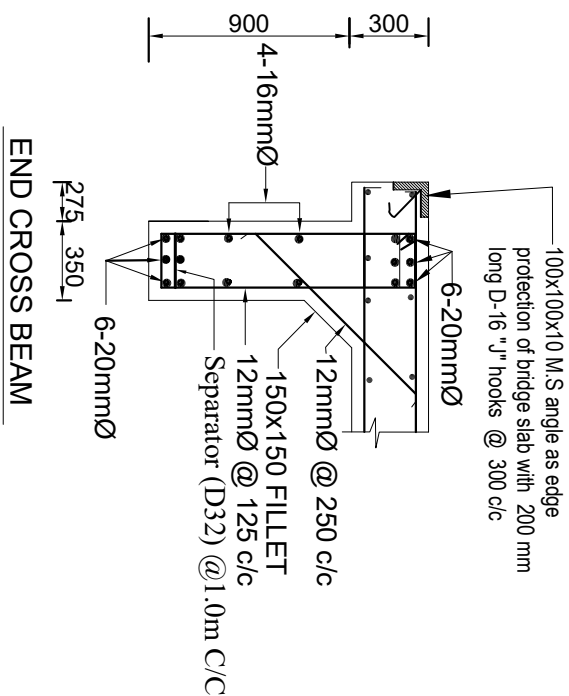 100x100x10 M.S angle as edge
protection of bridge slab with 200 mm
long D-16 "J" hooks @ 300 c/c
300
900
6-20mmØ
4-16mmØ
12mmØ @ 250 c/c
150x150 FILLET
12mmØ @ 125 c/c
Separator (D32) @1.0m C/C
6-20mmØ
275
350
END CROSS BEAM